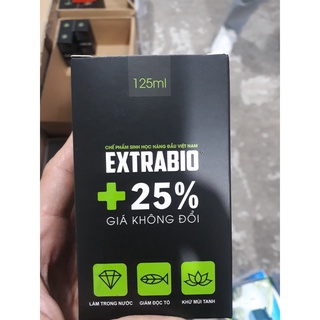 125ml
CHẾ PHẨM SINH HỌC HÀNG ĐẦU VIỆT NAM
EXTRABIO
+25%
GIÁ KHÔNG ĐỔI
LÀM TRONG NƯỚC GIẢM ĐỘC TỐ KHỬ MÙI TANH